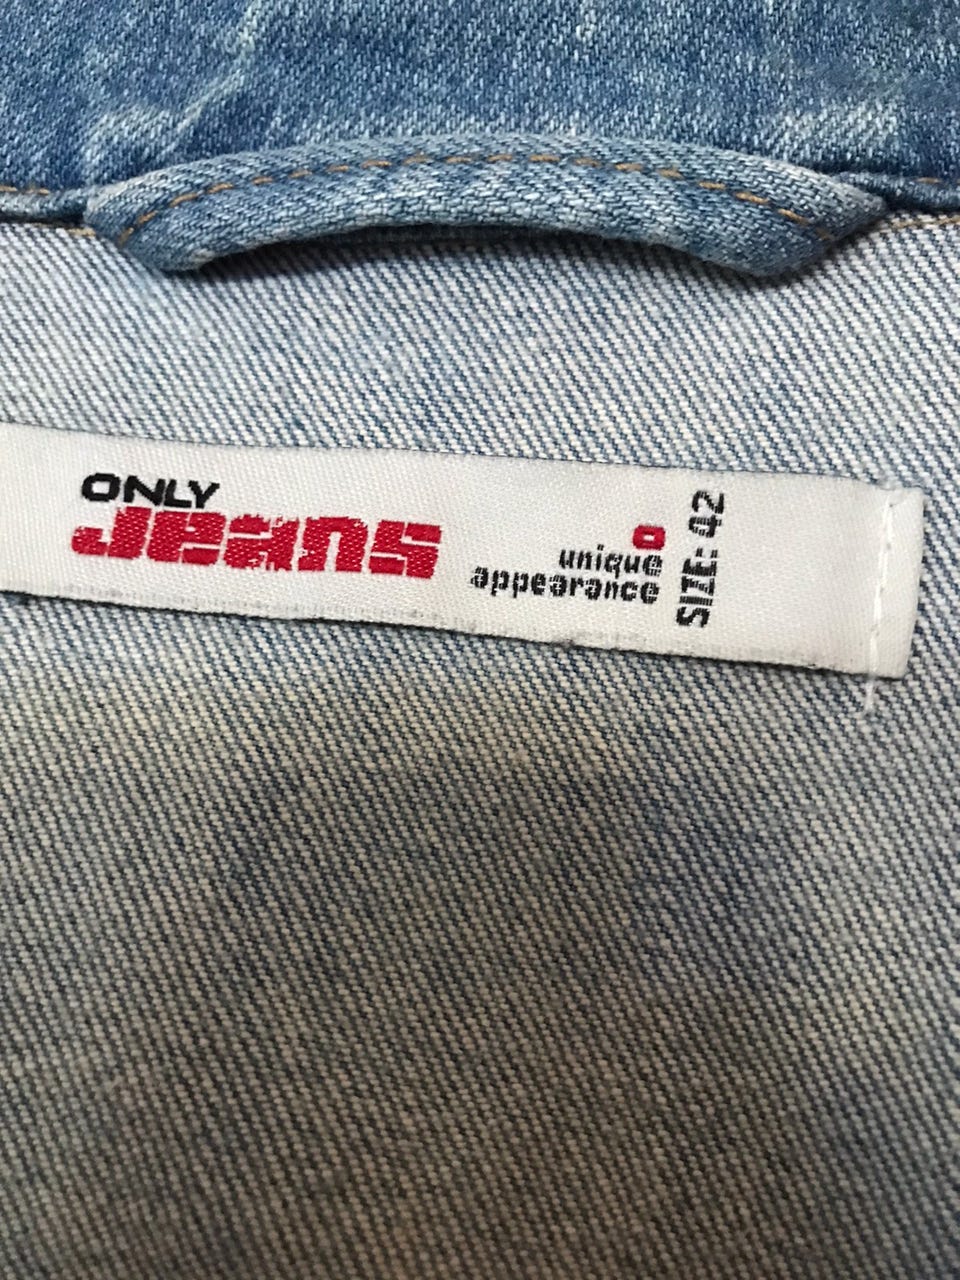 ONLY
Jeans
unique
appearance
SIZE: 42